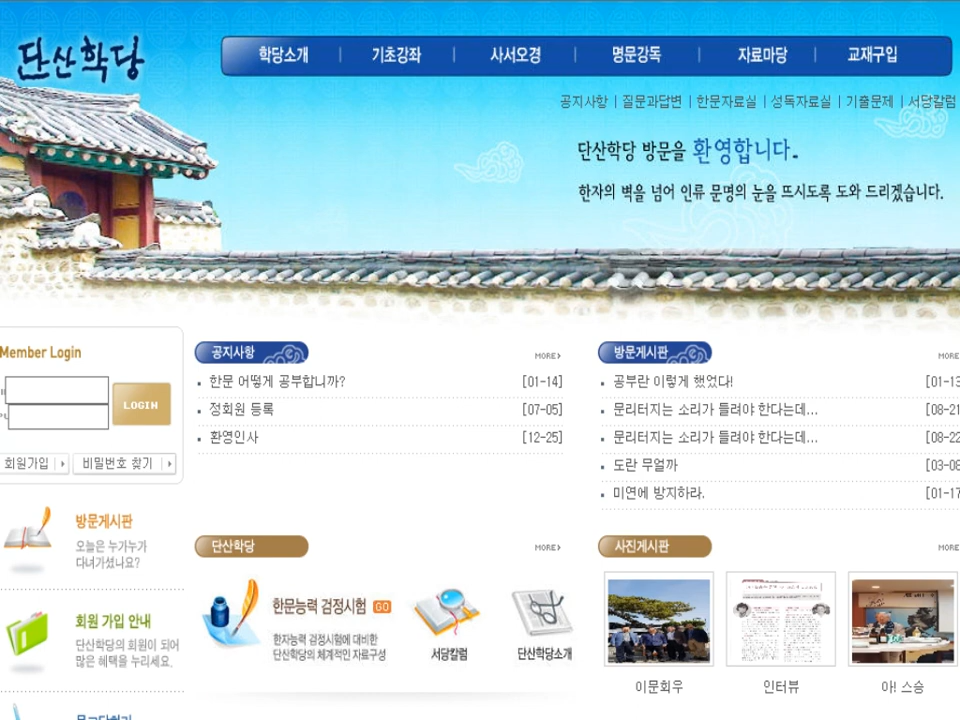 단산학당
학당소개 | 기초강좌 | 사서오경 | 명문강독 | 자료마당 | 교재구입
공지사항 | 질문과답변 | 한문자료실 | 성독자료실 | 기출문제 | 서당칼럼
단산학당 방문을 환영합니다.
한자의 벽을 넘어 인류 문명의 눈을 뜨시도록 도와 드리겠습니다.
Member Login
LOGIN
회원가입
비밀번호 찾기
공지사항
MORE
한문 어떻게 공부합니까? [01-14]
정회원 등록 [07-05]
환영인사 [12-25]
방문게시판
MORE
공부란 이렇게 했었다! [01-13
문리터지는 소리가 들려야 한다는데... [08-21
문리터지는 소리가 들려야 한다는데... [08-22
도란 무얼까 [03-08
미연에 방지하라. [01-17
방문게시판
오늘은 누가누가
다녀가셨나요?
회원 가입 안내
단산학당의 회원이 되어
많은 혜택을 누리세요.
단산학당
MORE
한문능력 검정시험 GO
한자능력 검정시험에 대비한
단산학당의 체계적인 자료구성
서당칼럼
단산학당소개
사진게시판
MORE
이문회우
인터뷰
아! 스승